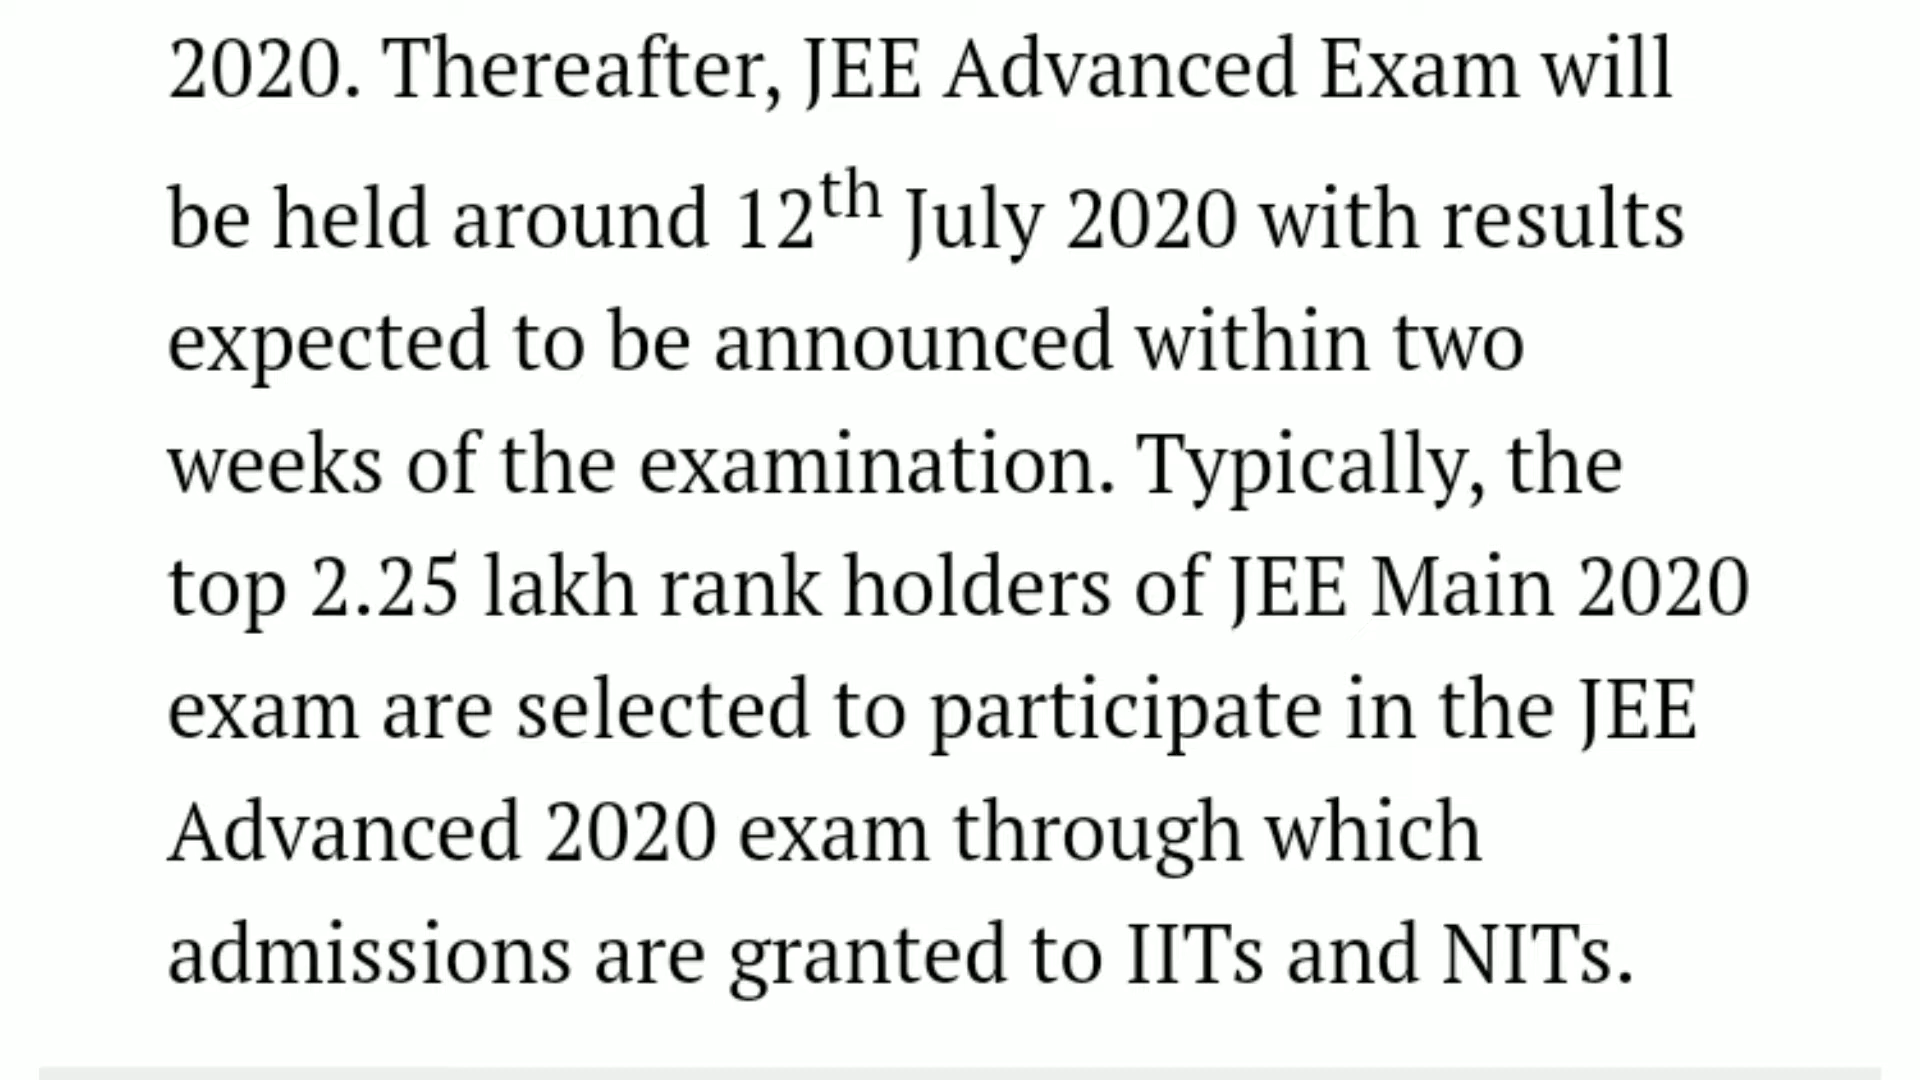 2020. Thereafter, JEE Advanced Exam will
be held around 12th July 2020 with results
expected to be announced within two
weeks of the examination. Typically, the
top 2.25 lakh rank holders of JEE Main 2020
exam are selected to participate in the JEE
Advanced 2020 exam through which
admissions are granted to IITs and NITs.